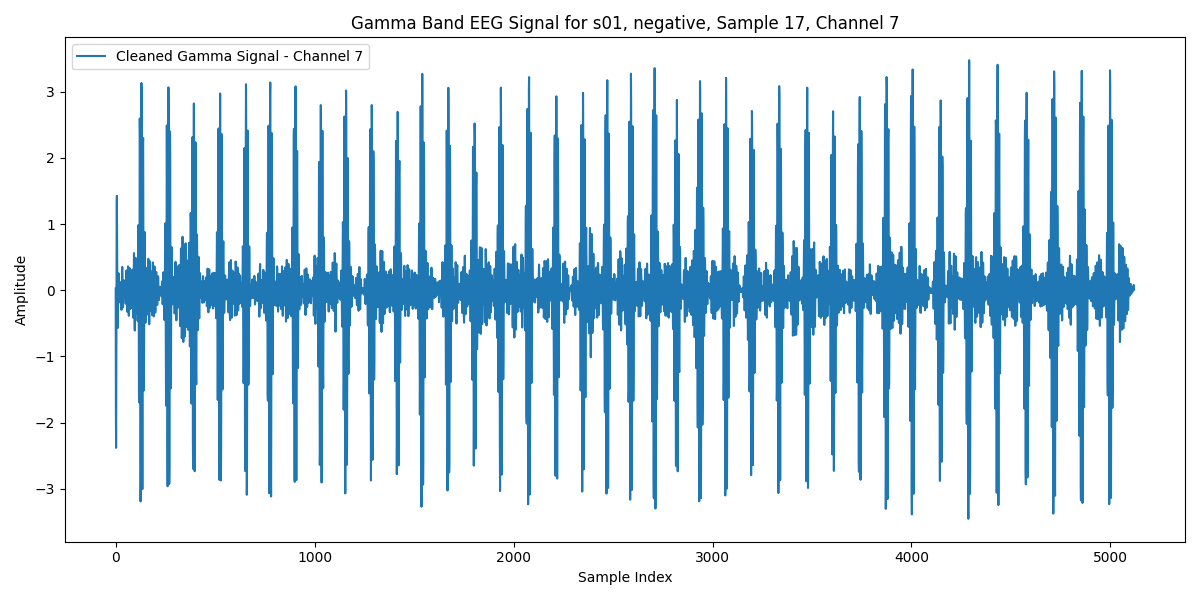 Gamma Band EEG Signal for s01, negative, Sample 17, Channel 7
Cleaned Gamma Signal - Channel 7
3
2
1
0
−1
−2
−3
Amplitude
0 1000 2000 3000 4000 5000
Sample Index